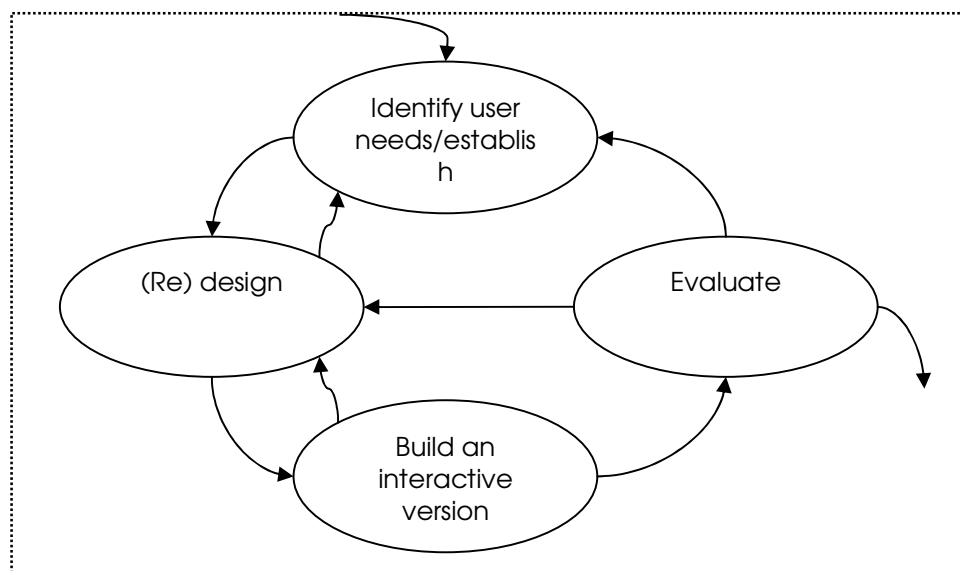 Identify user
needs/establis
h
(Re) design
Evaluate
Build an
interactive
version